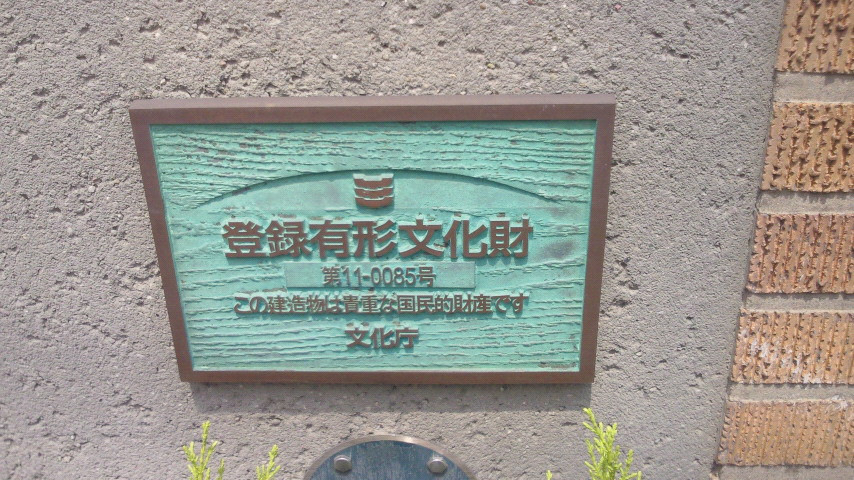 登録有形文化財
第11-0085号
この建造物は貴重な国民的財産です
文化庁